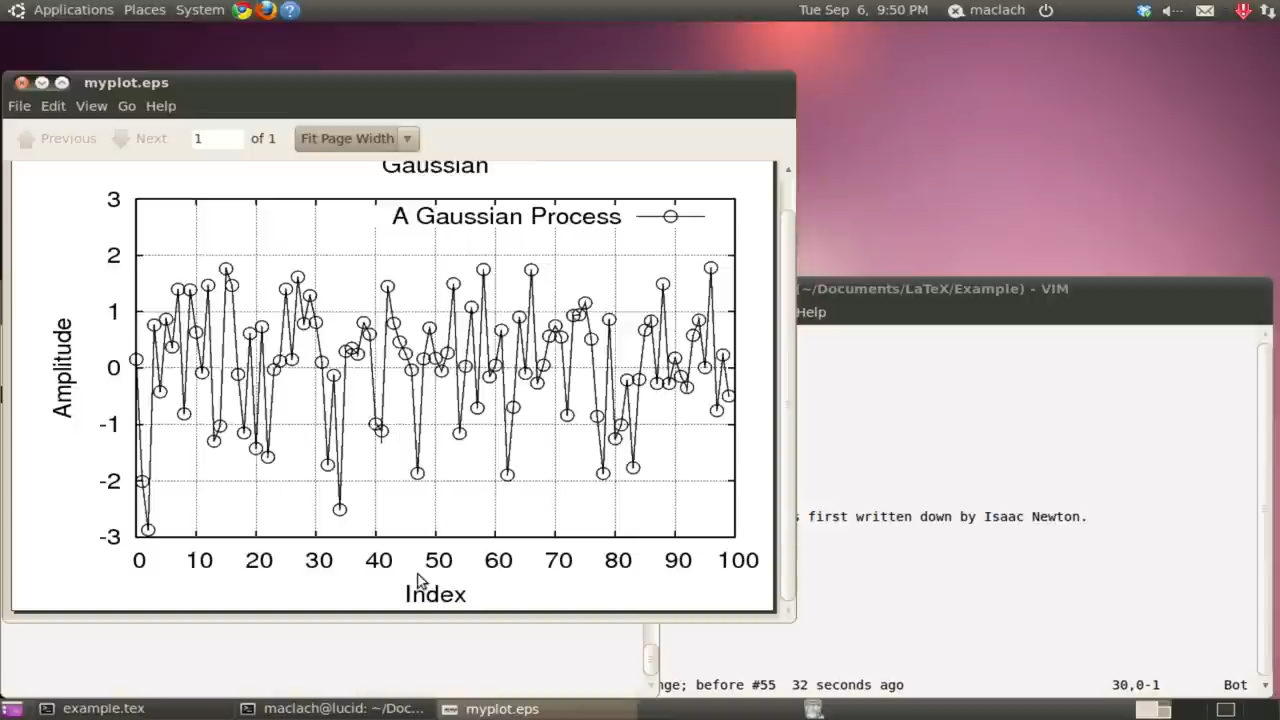 Applications Places System Tue Sep 6, 9:50 PM maclach
myplot.eps
File Edit View Go Help
Previous Next 1 of 1 Fit Page Width
Gaussian
A Gaussian Process
3
2
1
0
-1
-2
-3
Amplitude
0 10 20 30 40 50 60 70 80 90 100
Index
(~/Documents/LaTeX/Example) - VIM
Help
first written down by Isaac Newton.
nge; before #55 32 seconds ago 30,0-1 Bot
example.tex maclach@lucid: ~/Doc... myplot.eps